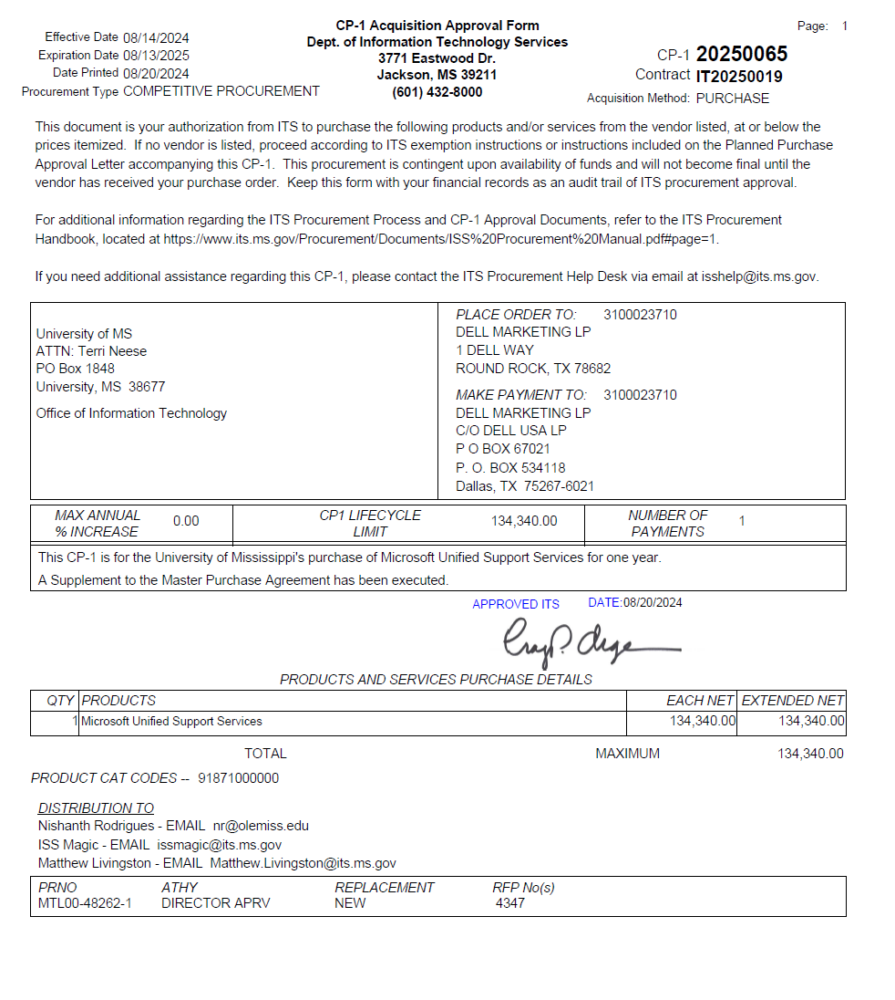 CP-1 Acquisition Approval Form
Dept. of Information Technology Services
3771 Eastwood Dr.
Jackson, MS 39211
(601) 432-8000
Page: 1
Effective Date 08/14/2024
Expiration Date 08/13/2025
Date Printed 08/20/2024
Procurement Type COMPETITIVE PROCUREMENT
CP-1 20250065
Contract IT20250019
Acquisition Method: PURCHASE
This document is your authorization from ITS to purchase the following products and/or services from the vendor listed, at or below the
prices itemized. If no vendor is listed, proceed according to ITS exemption instructions or instructions included on the Planned Purchase
Approval Letter accompanying this CP-1. This procurement is contingent upon availability of funds and will not become final until the
vendor has received your purchase order. Keep this form with your financial records as an audit trail of ITS procurement approval.
For additional information regarding the ITS Procurement Process and CP-1 Approval Documents, refer to the ITS Procurement
Handbook, located at https://www.its.ms.gov/Procurement/Documents/ISS%20Procurement%20Manual.pdf#page=1.
If you need additional assistance regarding this CP-1, please contact the ITS Procurement Help Desk via email at isshelp@its.ms.gov.
University of MS
ATTN: Terri Neese
PO Box 1848
University, MS 38677
Office of Information Technology
PLACE ORDER TO: 3100023710
DELL MARKETING LP
1 DELL WAY
ROUND ROCK, TX 78682
MAKE PAYMENT TO: 3100023710
DELL MARKETING LP
C/O DELL USA LP
P O BOX 67021
P. O. BOX 534118
Dallas, TX 75267-6021
MAX ANNUAL
% INCREASE
0.00
CP1 LIFECYCLE
LIMIT
134,340.00
NUMBER OF
PAYMENTS
1
This CP-1 is for the University of Mississippi's purchase of Microsoft Unified Support Services for one year.
A Supplement to the Master Purchase Agreement has been executed.
APPROVED ITS DATE:08/20/2024
PRODUCTS AND SERVICES PURCHASE DETAILS
QTY PRODUCTS EACH NET EXTENDED NET
1 Microsoft Unified Support Services 134,340.00 134,340.00
TOTAL MAXIMUM 134,340.00
PRODUCT CAT CODES -- 91871000000
DISTRIBUTION TO
Nishanth Rodrigues - EMAIL nr@olemiss.edu
ISS Magic - EMAIL issmagic@its.ms.gov
Matthew Livingston - EMAIL Matthew.Livingston@its.ms.gov
PRNO ATHY REPLACEMENT RFP No(s)
MTL00-48262-1 DIRECTOR APRV NEW 4347